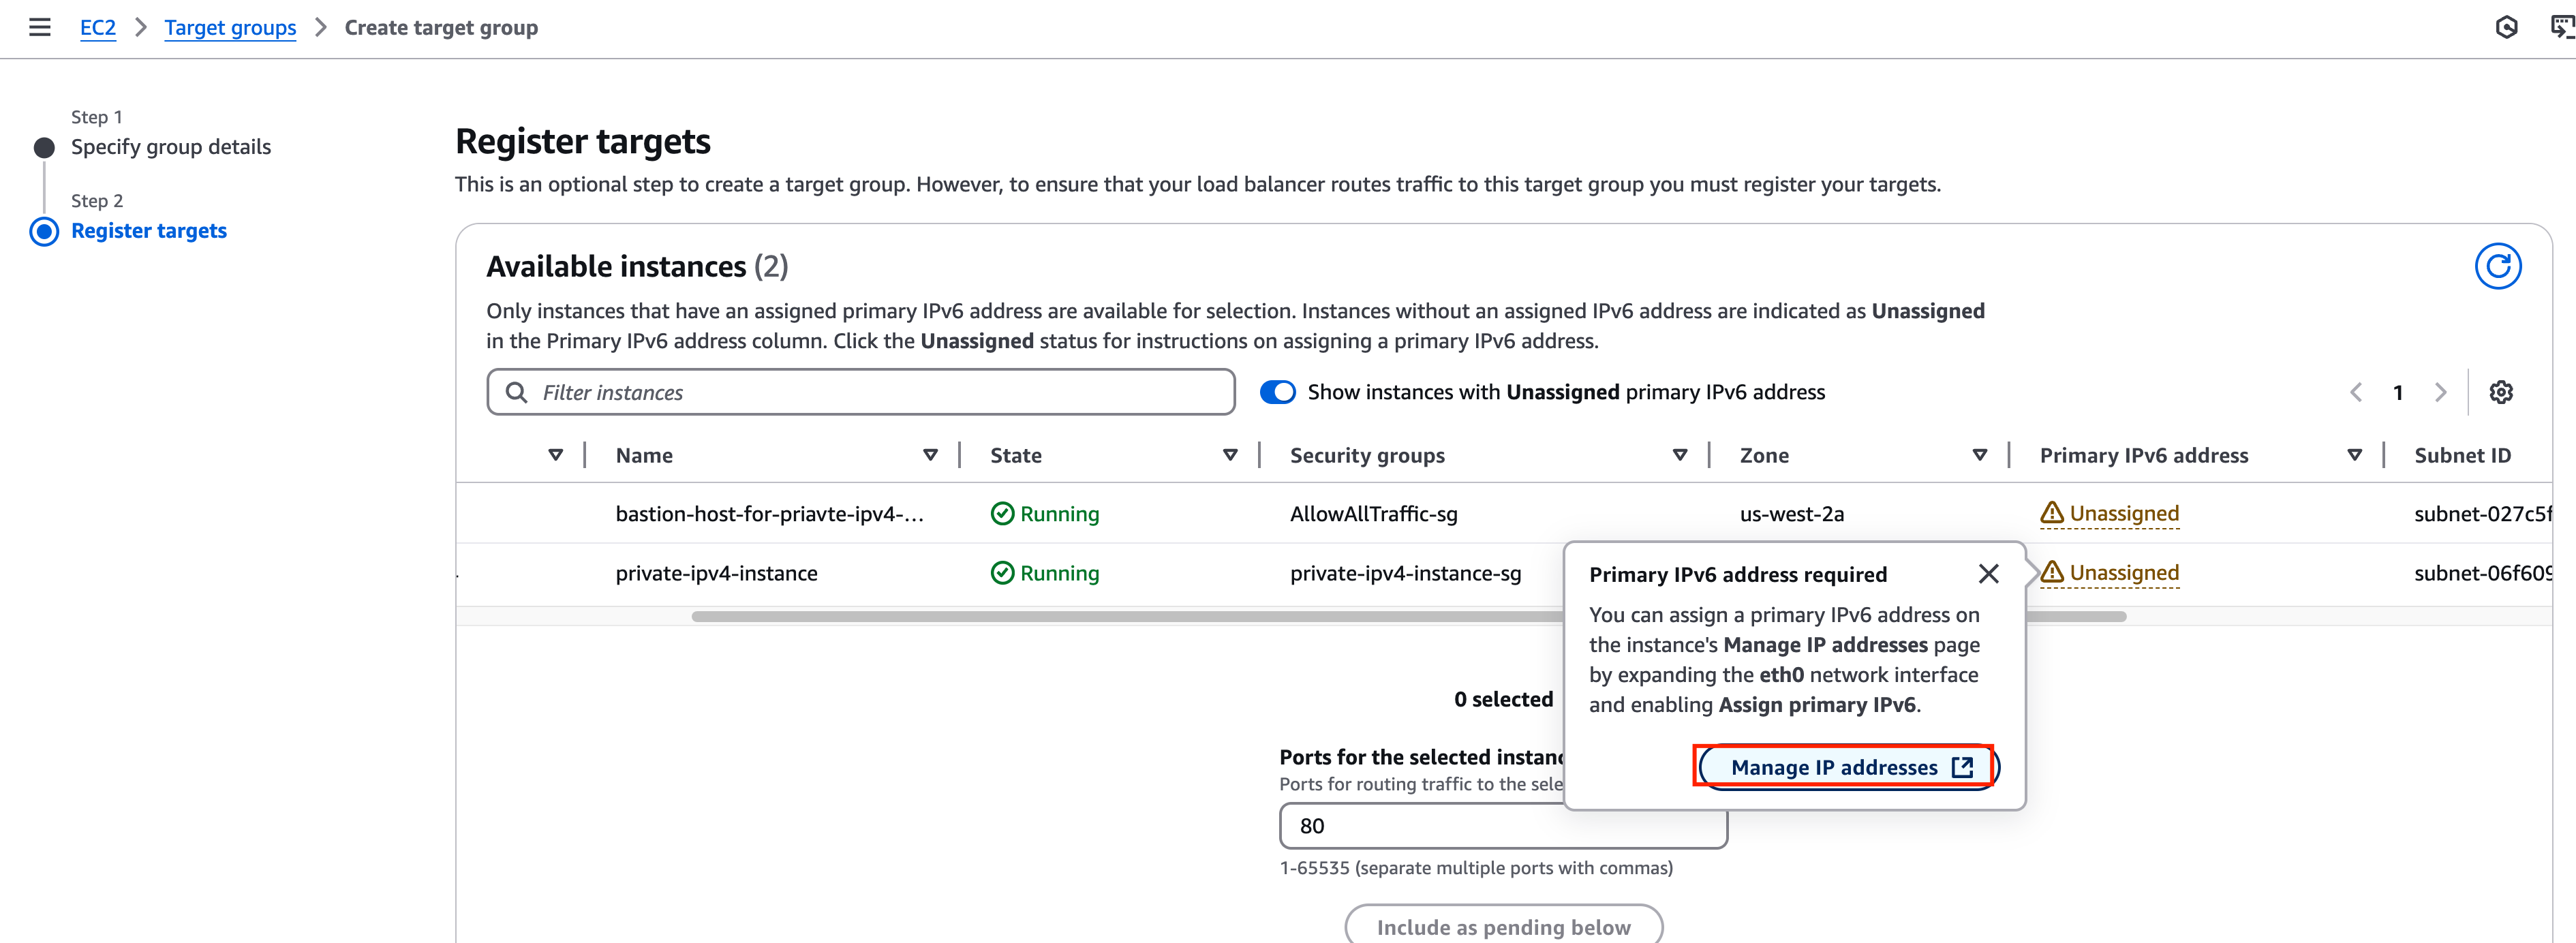 EC2 > Target groups > Create target group
Step 1
Specify group details
Step 2
Register targets
Register targets
This is an optional step to create a target group. However, to ensure that your load balancer routes traffic to this target group you must register your targets.
Available instances (2)
Only instances that have an assigned primary IPv6 address are available for selection. Instances without an assigned IPv6 address are indicated as Unassigned
in the Primary IPv6 address column. Click the Unassigned status for instructions on assigning a primary IPv6 address.
Filter instances
Show instances with Unassigned primary IPv6 address
1
Name State Security groups Zone Primary IPv6 address Subnet ID
bastion-host-for-priavte-ipv4-... Running AllowAllTraffic-sg us-west-2a Unassigned subnet-027c5f
private-ipv4-instance Running private-ipv4-instance-sg Unassigned subnet-06f609
Primary IPv6 address required
You can assign a primary IPv6 address on
the instance's Manage IP addresses page
by expanding the eth0 network interface
and enabling Assign primary IPv6.
Manage IP addresses
0 selected
Ports for the selected instanc
Ports for routing traffic to the sele
80
1-65535 (separate multiple ports with commas)
Include as pending below